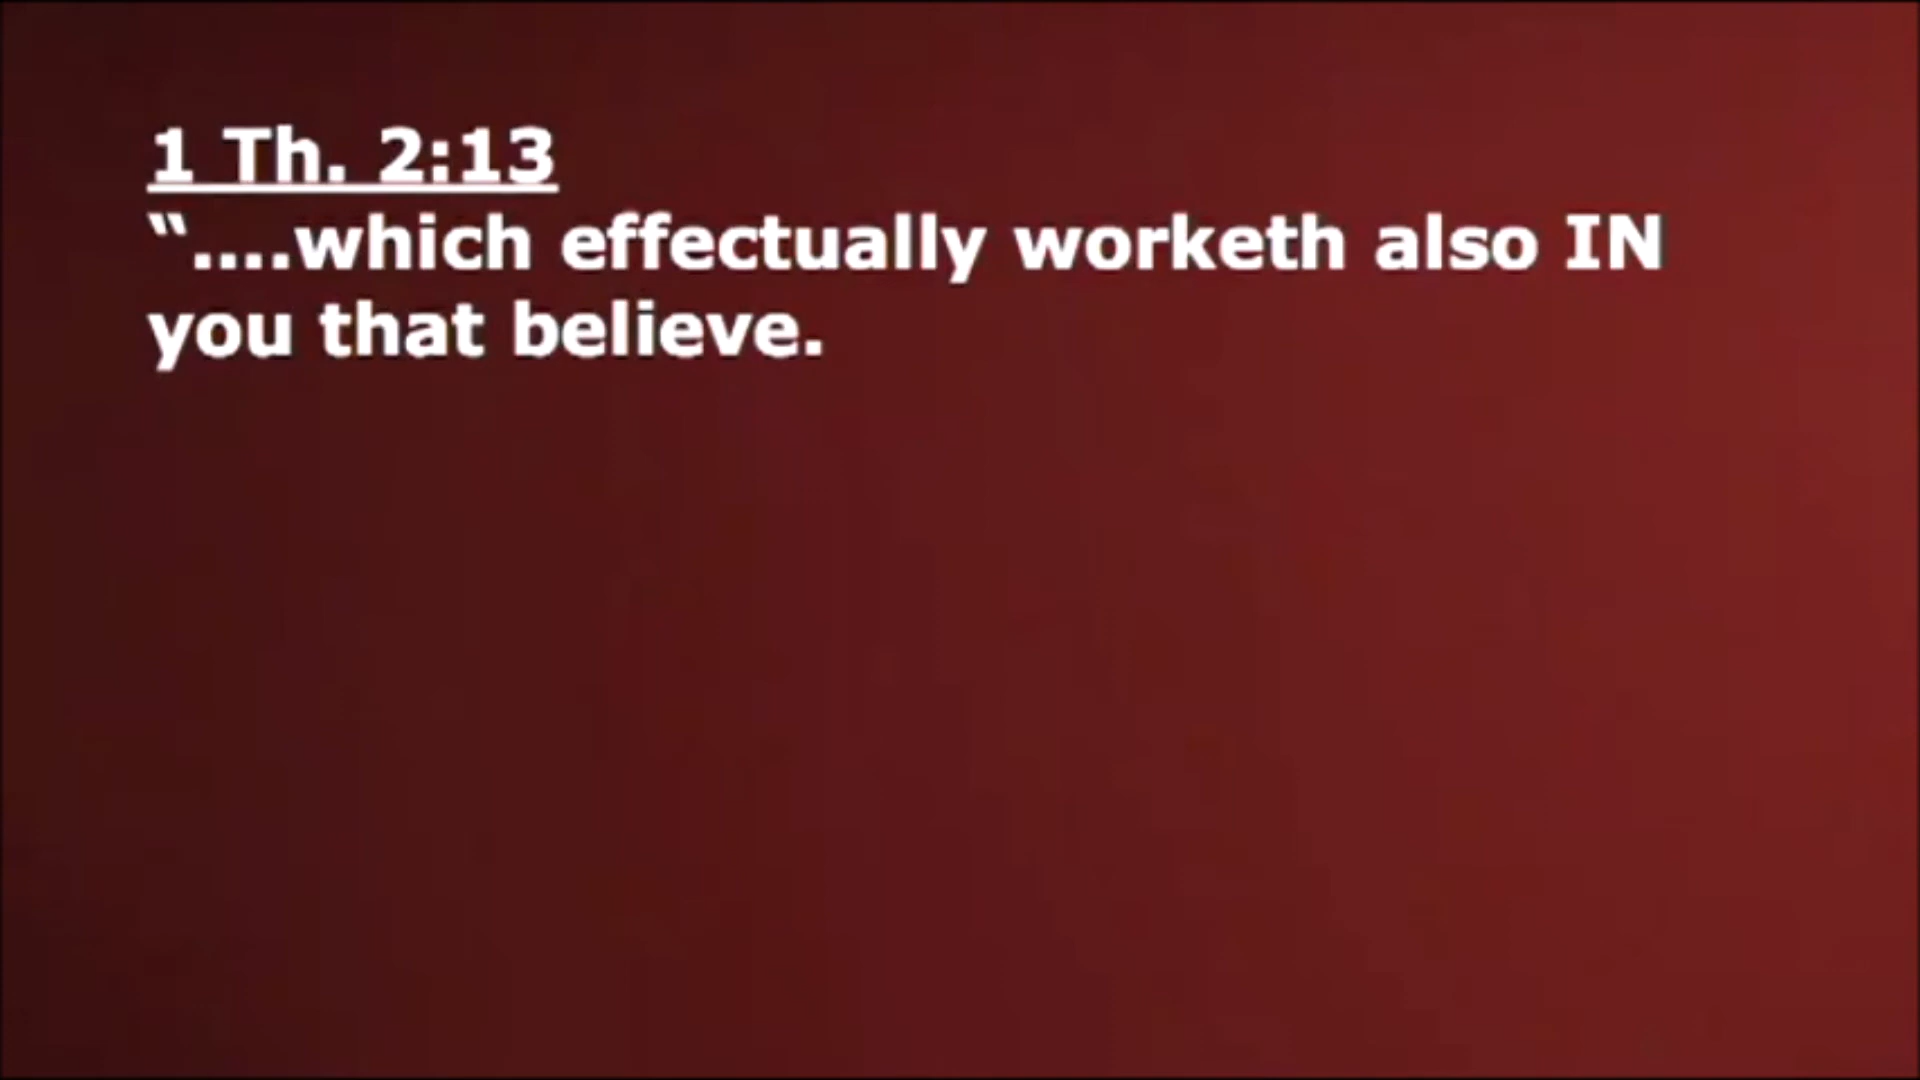 1 Th. 2:13
“....which effectually worketh also IN
you that believe.